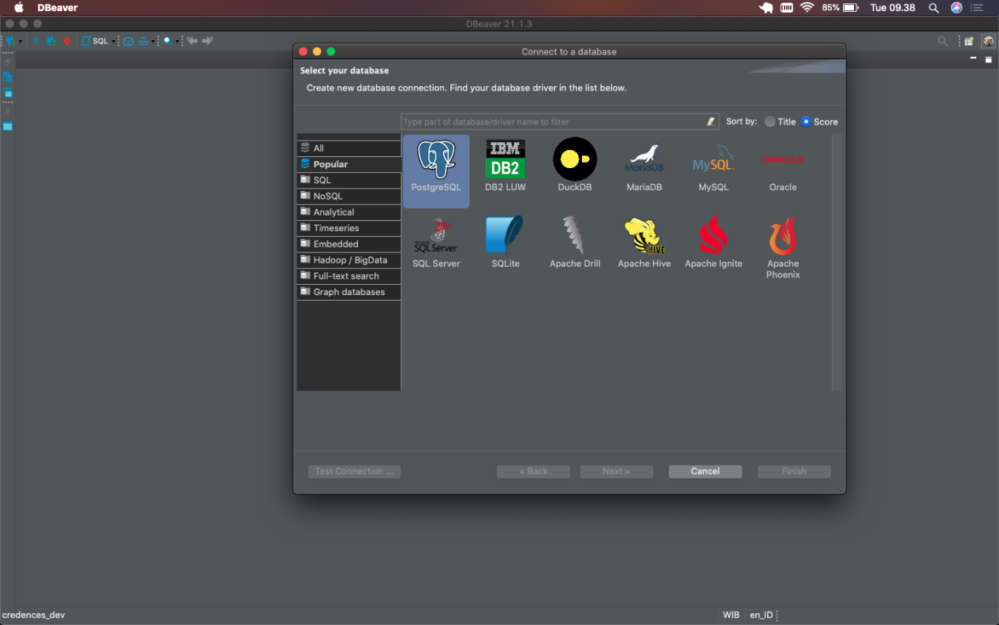 DBeaver
85%
Tue 09.38
DBeaver 21.1.3
SQL
Connect to a database
Select your database
Create new database connection. Find your database driver in the list below.
Type part of database/driver name to filter
Sort by:
Title
Score
All
Popular
SQL
NoSQL
Analytical
Timeseries
Embedded
Hadoop / BigData
Full-text search
Graph databases
IBM
DB2
MariaDB
MySQL
ORACLE
PostgreSQL
DB2 LUW
DuckDB
MariaDB
MySQL
Oracle
Microsoft
SQL Server
HIVE
SQL Server
SQLite
Apache Drill
Apache Hive
Apache Ignite
Apache
Phoenix
Test Connection ...
< Back
Next >
Cancel
Finish
credences_dev
WIB
en_ID